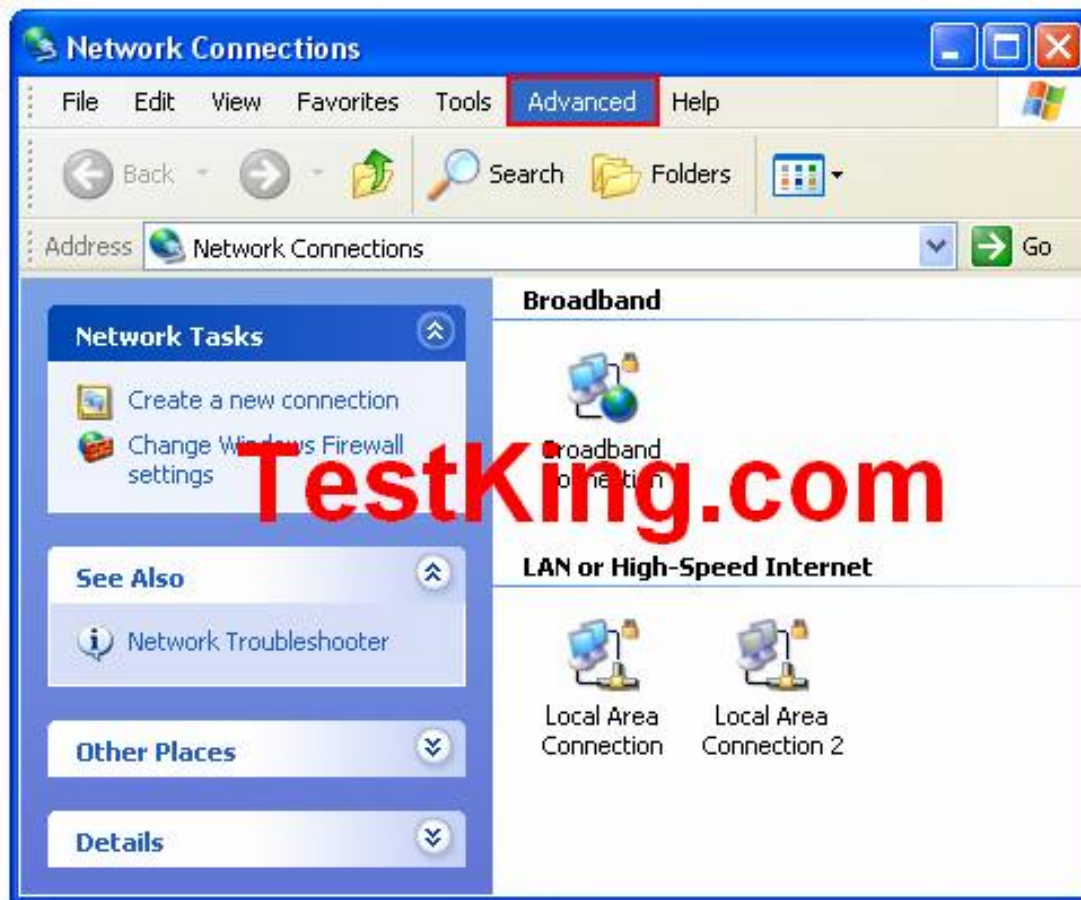 Network Connections
File Edit View Favorites Tools Advanced Help
Back Search Folders
Address Network Connections Go
Network Tasks
Create a new connection
Change Windows Firewall
settings
See Also
Network Troubleshooter
Other Places
Details
Broadband
Broadband
Connection
TestKing.com
LAN or High-Speed Internet
Local Area
Connection
Local Area
Connection 2